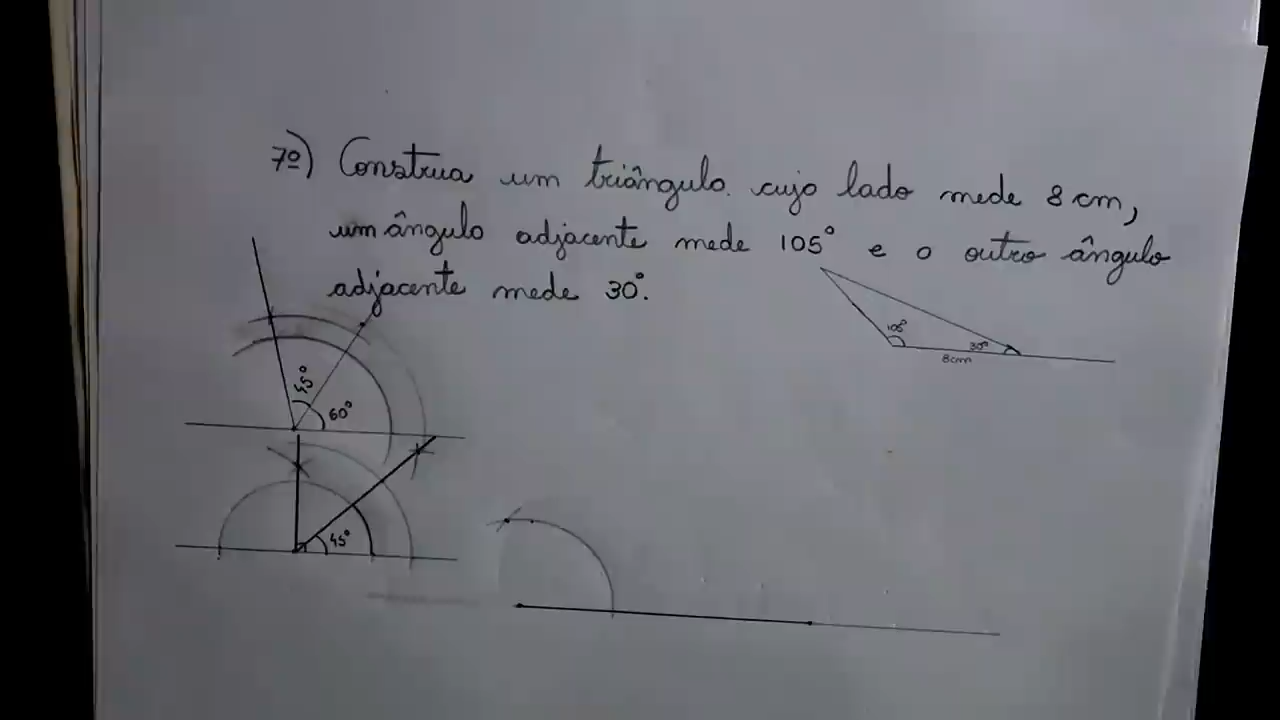 7º) Construa um triângulo cujo lado mede 8 cm,
um ângulo adjacente mede 105° e o outro ângulo
adjacente mede 30°.
105°
30°
8cm
45°
60°
45°